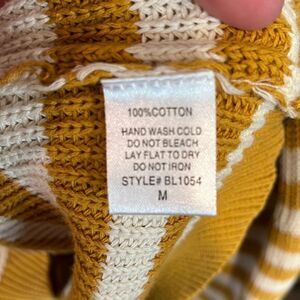 100%COTTON
HAND WASH COLD
DO NOT BLEACH
LAY FLAT TO DRY
DO NOT IRON
STYLE# BL1054
M